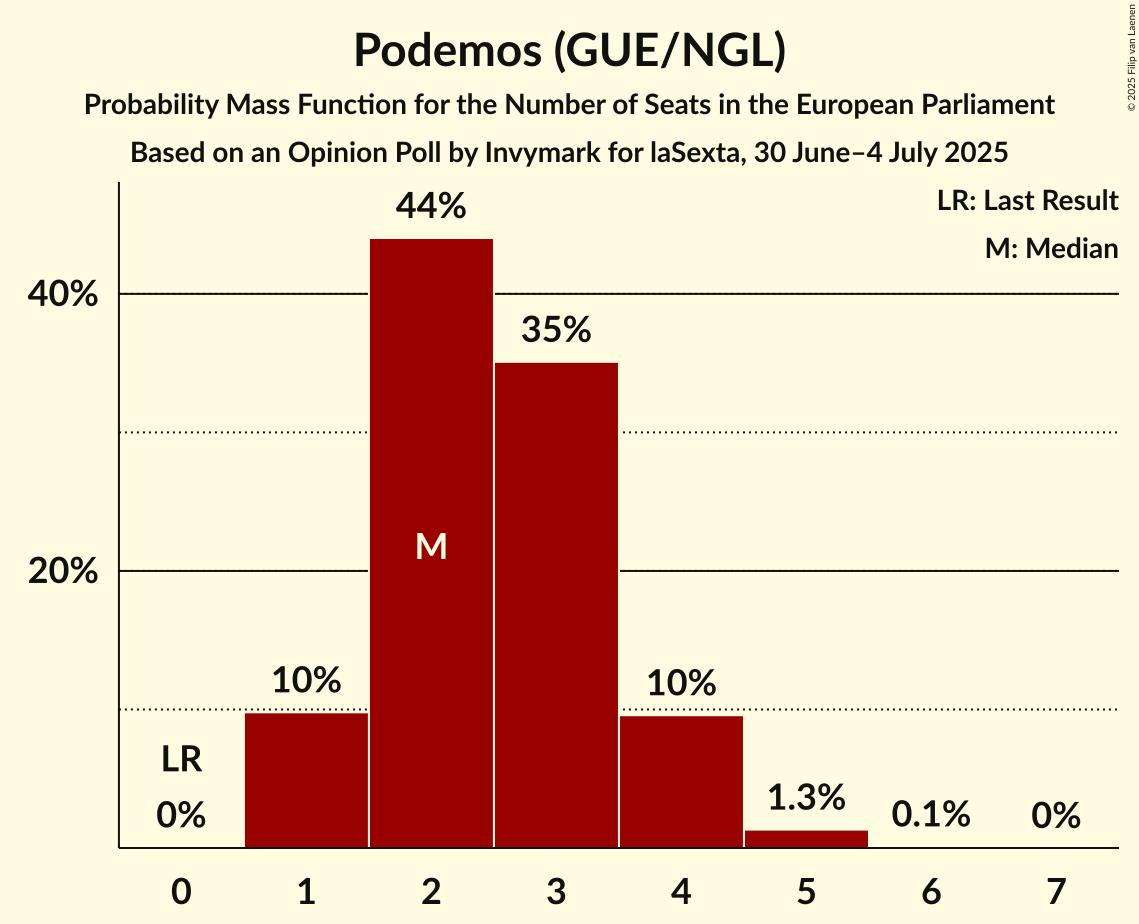 Podemos (GUE/NGL)
Probability Mass Function for the Number of Seats in the European Parliament
Based on an Opinion Poll by Invymark for laSexta, 30 June–4 July 2025
© 2025 Filip van Laenen
LR: Last Result
M: Median
44%
40%
35%
M
20%
10%
10%
LR
0%
1.3%
0.1%
0%
0 1 2 3 4 5 6 7